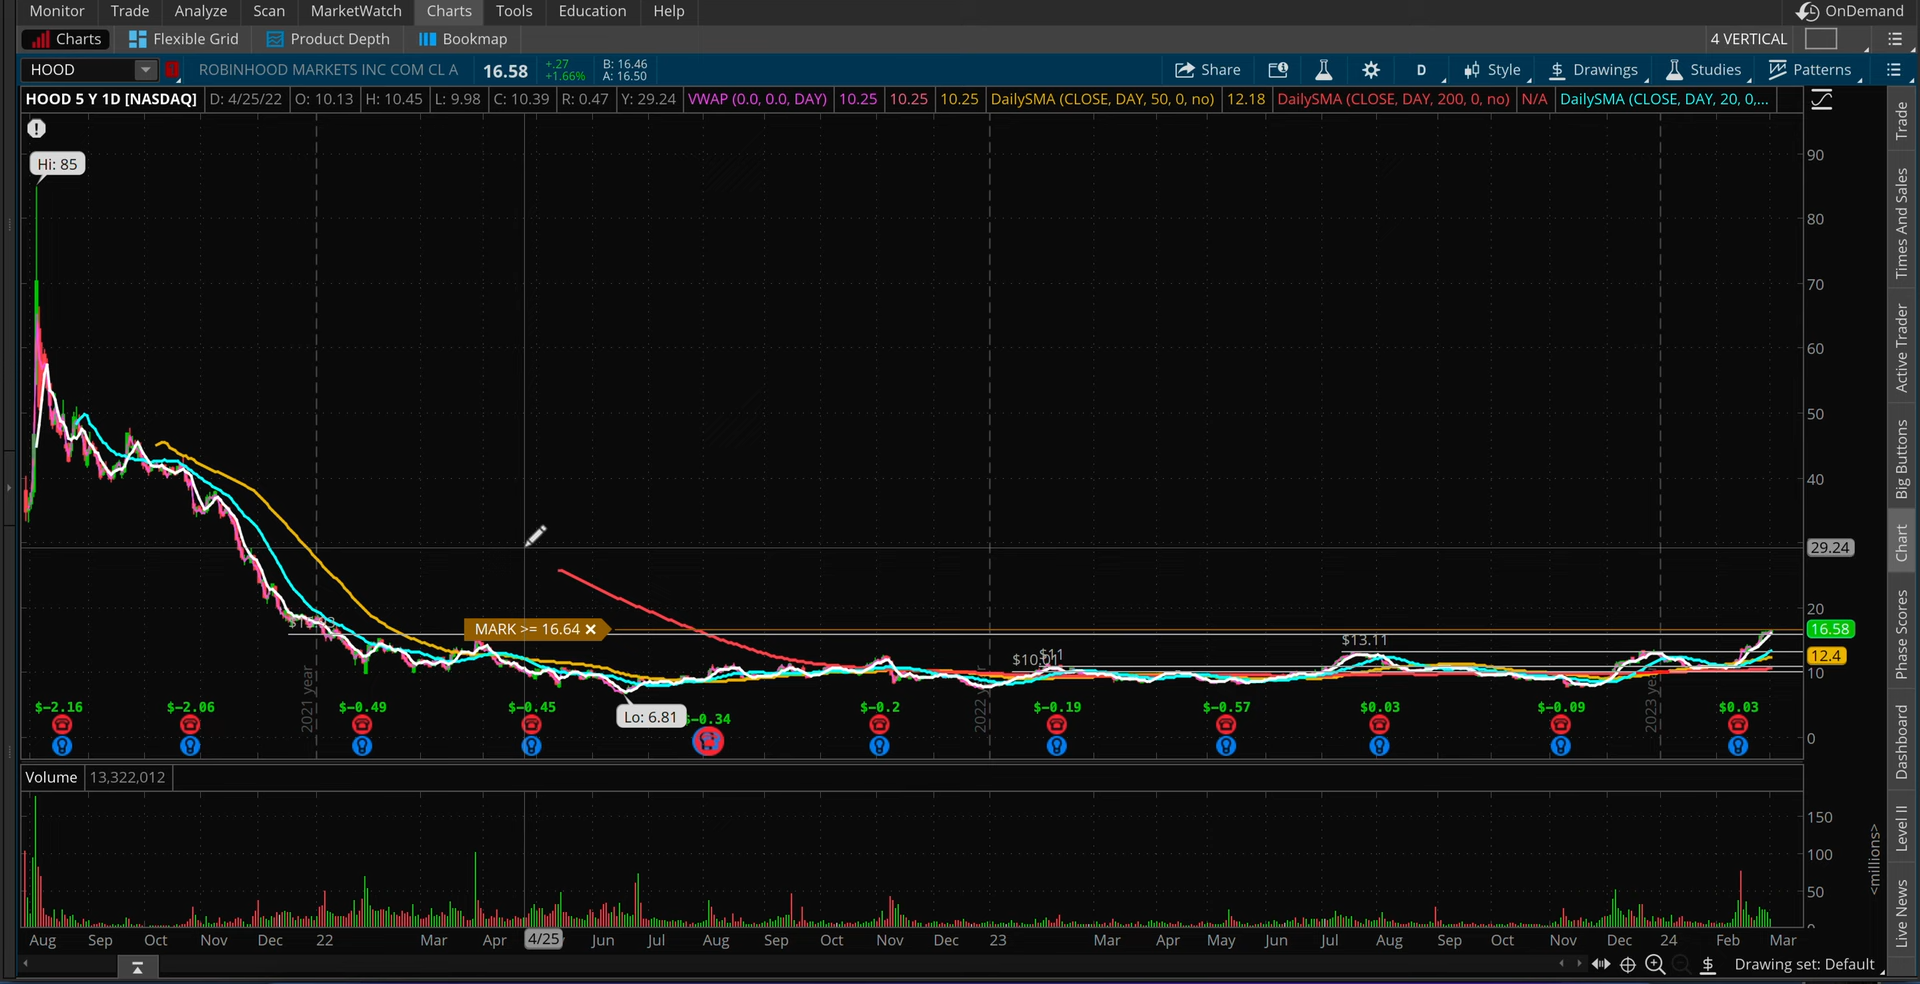 Monitor Trade Analyze Scan MarketWatch Charts Tools Education Help OnDemand
Charts Flexible Grid Product Depth Bookmap 4 VERTICAL
HOOD ROBINHOOD MARKETS INC COM CL A 16.58 +.27 +1.66% B: 16.46 A: 16.50 Share D Style Drawings Studies Patterns
HOOD 5 Y 1D [NASDAQ] D: 4/25/22 O: 10.13 H: 10.45 L: 9.98 C: 10.39 R: 0.47 Y: 29.24 VWAP (0.0, 0.0, DAY) 10.25 10.25 10.25 DailySMA (CLOSE, DAY, 50, 0, no) 12.18 DailySMA (CLOSE, DAY, 200, 0, no) N/A DailySMA (CLOSE, DAY, 20, 0,...
Hi: 85
90
80
70
60
50
40
29.24
20
16.58
12.4
10
0
MARK >= 16.64
$13.11
$10.01
$11
Lo: 6.81
2021 year
2022 year
2023 year
$-2.16 $-2.06 $-0.49 $-0.45 $-0.34 $-0.2 $-0.19 $-0.57 $0.03 $-0.09 $0.03
Volume 13,322,012
150
100
50
<millions>
Aug Sep Oct Nov Dec 22 Mar Apr 4/25 Jun Jul Aug Sep Oct Nov Dec 23 Mar Apr May Jun Jul Aug Sep Oct Nov Dec 24 Feb Mar
Drawing set: Default
Trade
Times And Sales
Active Trader
Big Buttons
Chart
Phase Scores
Dashboard
Level II
Live News